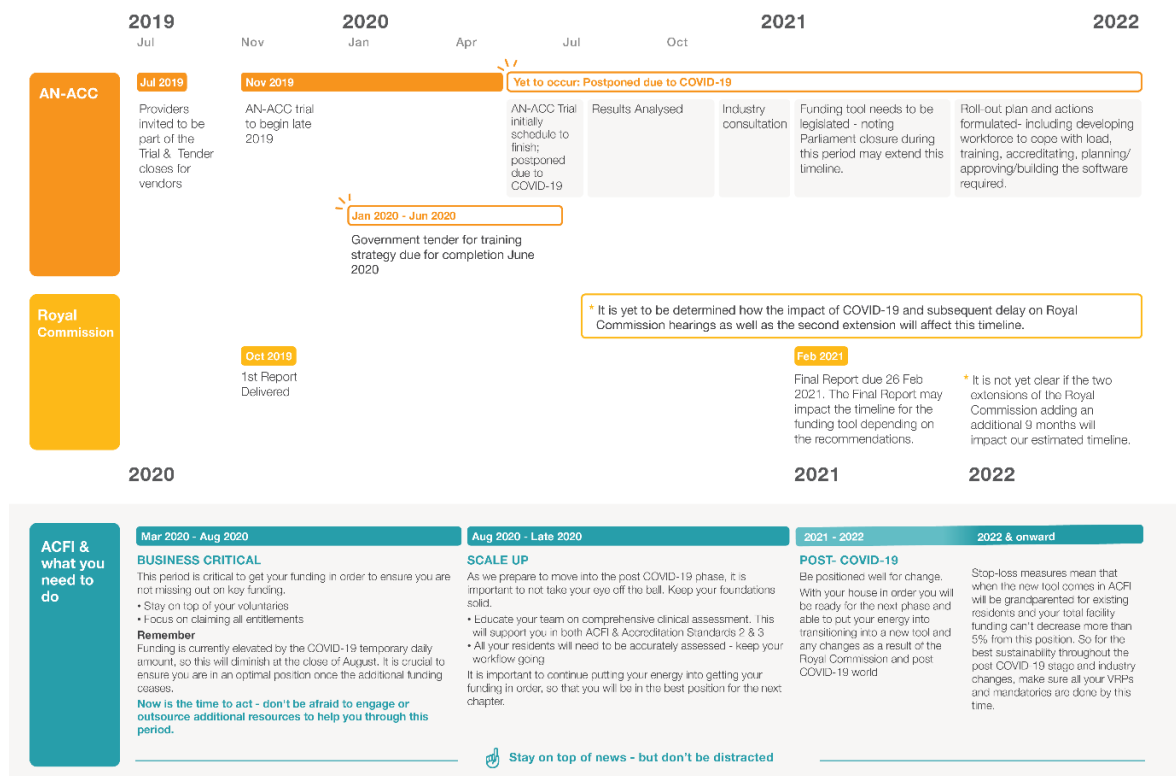 2019
2020
2021
2022
Jul
Nov
Jan
Apr
Jul
Oct
AN-ACC
Jul 2019
Providers
invited to be
part of the
Trial & Tender
closes for
vendors
Nov 2019
AN-ACC trial
to begin late
2019
Yet to occur: Postponed due to COVID-19
AN-ACC Trial
initially
schedule to
finish;
postponed
due to
COVID-19
Results Analysed
Industry
consultation
Funding tool needs to be
legislated - noting
Parliament closure during
this period may extend this
timeline.
Roll-out plan and actions
formulated- including developing
workforce to cope with load,
training, accreditating, planning/
approving/building the software
required.
Jan 2020 - Jun 2020
Government tender for training
strategy due for completion June
2020
Royal
Commission
* It is yet to be determined how the impact of COVID-19 and subsequent delay on Royal
Commission hearings as well as the second extension will affect this timeline.
Oct 2019
1st Report
Delivered
Feb 2021
Final Report due 26 Feb
2021. The Final Report may
impact the timeline for the
funding tool depending on
the recommendations.
* It is not yet clear if the two
extensions of the Royal
Commission adding an
additional 9 months will
impact our estimated timeline.
2020
2021
2022
ACFI &
what you
need to
do
Mar 2020 - Aug 2020
BUSINESS CRITICAL
This period is critical to get your funding in order to ensure you are
not missing out on key funding.
• Stay on top of your voluntaries
• Focus on claiming all entitlements
Remember
Funding is currently elevated by the COVID-19 temporary daily
amount, so this will diminish at the close of August. It is crucial to
ensure you are in an optimal position once the additional funding
ceases.
Now is the time to act - don't be afraid to engage or
outsource additional resources to help you through this
period.
Aug 2020 - Late 2020
SCALE UP
As we prepare to move into the post COVID-19 phase, it is
important to not take your eye off the ball. Keep your foundations
solid.
• Educate your team on comprehensive clinical assessment. This
will support you in both ACFI & Accreditation Standards 2 & 3
• All your residents will need to be accurately assessed - keep your
workflow going
It is important to continue putting your energy into getting your
funding in order, so that you will be in the best position for the next
chapter.
2021 - 2022
POST- COVID-19
Be positioned well for change.
With your house in order you will
be ready for the next phase and
able to put your energy into
transitioning into a new tool and
any changes as a result of the
Royal Commission and post
COVID-19 world
2022 & onward
Stop-loss measures mean that
when the new tool comes in ACFI
will be grandparented for existing
residents and your total facility
funding can't decrease more than
5% from this position. So for the
best sustainability throughout the
post COVID-19 stage and industry
changes, make sure all your VRPs
and mandatories are done by this
time.
Stay on top of news - but don't be distracted